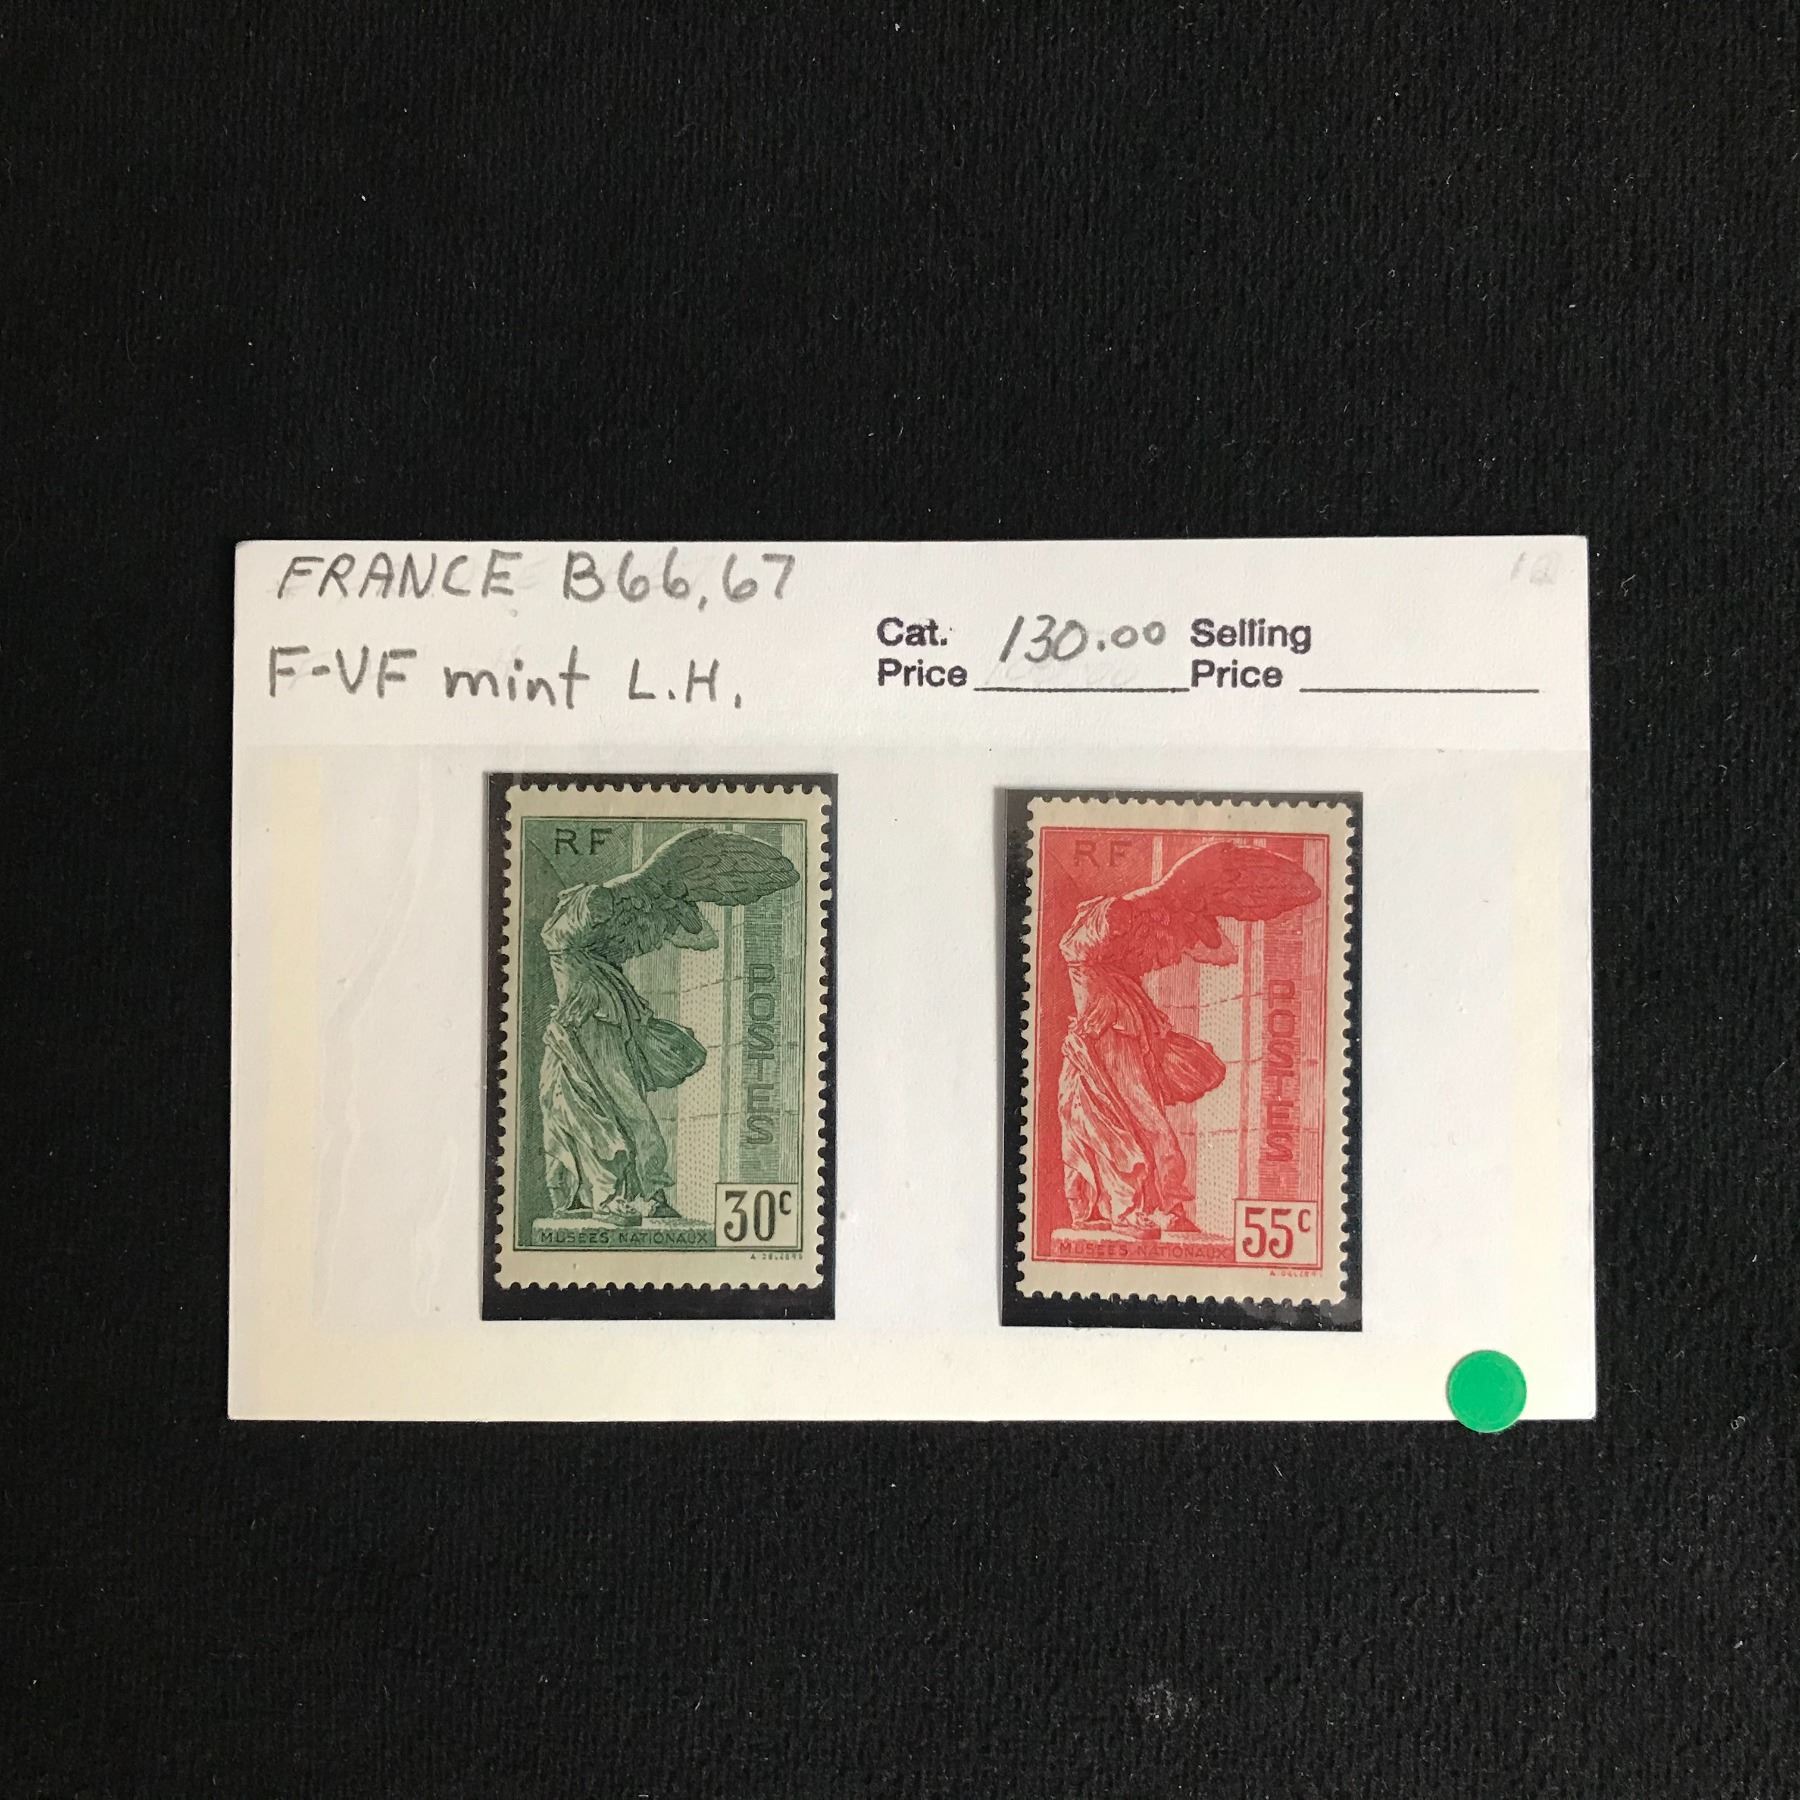 FRANCE B66,67
F-VF mint L.H.
Cat. Price 130.00 Selling Price
RF
POSTES
30c
MUSEES NATIONAUX
RF
POSTES
55c
MUSEES NATIONAUX